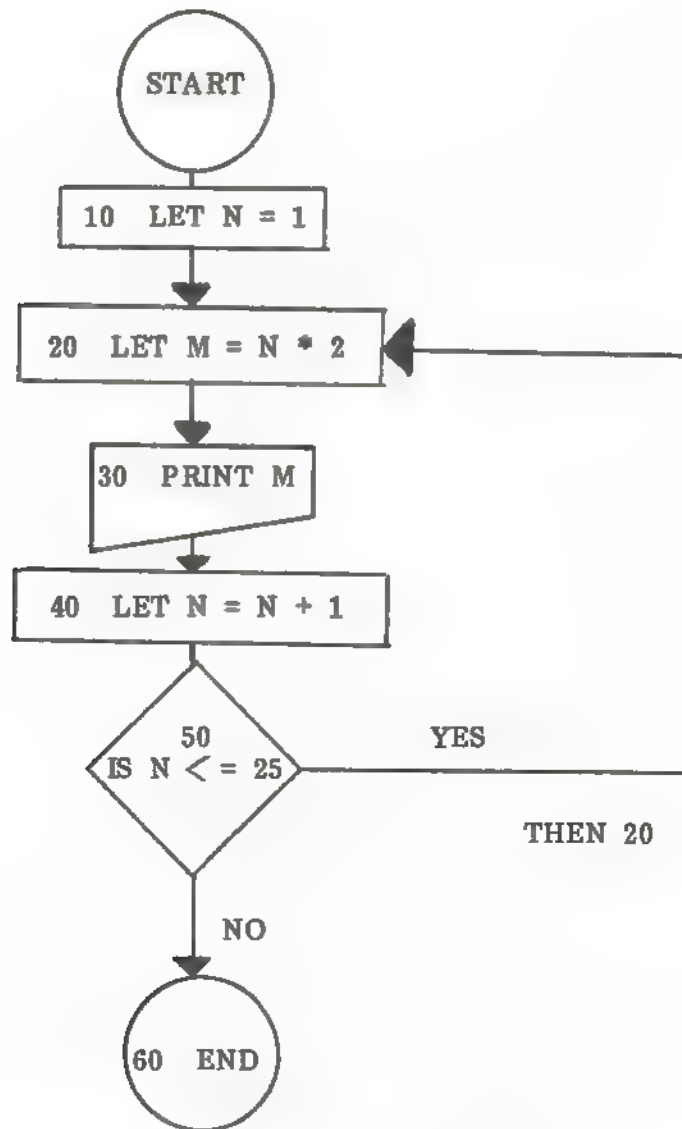 START
10 LET N = 1
20 LET M = N * 2
30 PRINT M
40 LET N = N + 1
50
IS N < = 25
YES
THEN 20
NO
60 END